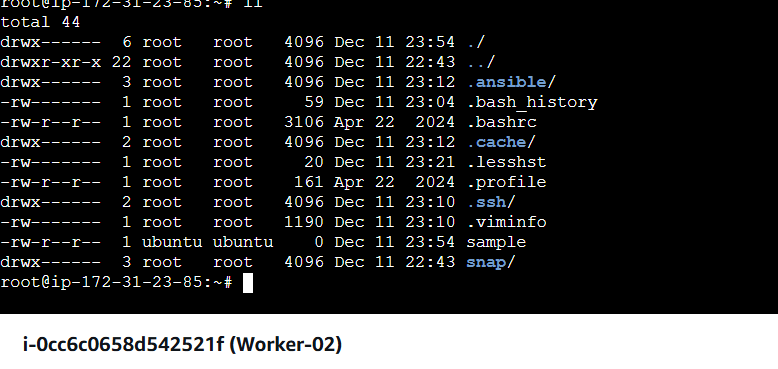 root@ip-172-31-23-85:~# ll
total 44
drwx------  6 root   root   4096 Dec 11 23:54 ./
drwxr-xr-x 22 root   root   4096 Dec 11 22:43 ../
drwx------  3 root   root   4096 Dec 11 23:12 .ansible/
-rw-------  1 root   root     59 Dec 11 23:04 .bash_history
-rw-r--r--  1 root   root   3106 Apr 22  2024 .bashrc
drwx------  2 root   root   4096 Dec 11 23:12 .cache/
-rw-------  1 root   root     20 Dec 11 23:21 .lesshst
-rw-r--r--  1 root   root    161 Apr 22  2024 .profile
drwx------  2 root   root   4096 Dec 11 23:10 .ssh/
-rw-------  1 root   root   1190 Dec 11 23:10 .viminfo
-rw-r--r--  1 ubuntu ubuntu    0 Dec 11 23:54 sample
drwx------  3 root   root   4096 Dec 11 22:43 snap/
root@ip-172-31-23-85:~#
i-0cc6c0658d542521f (Worker-02)